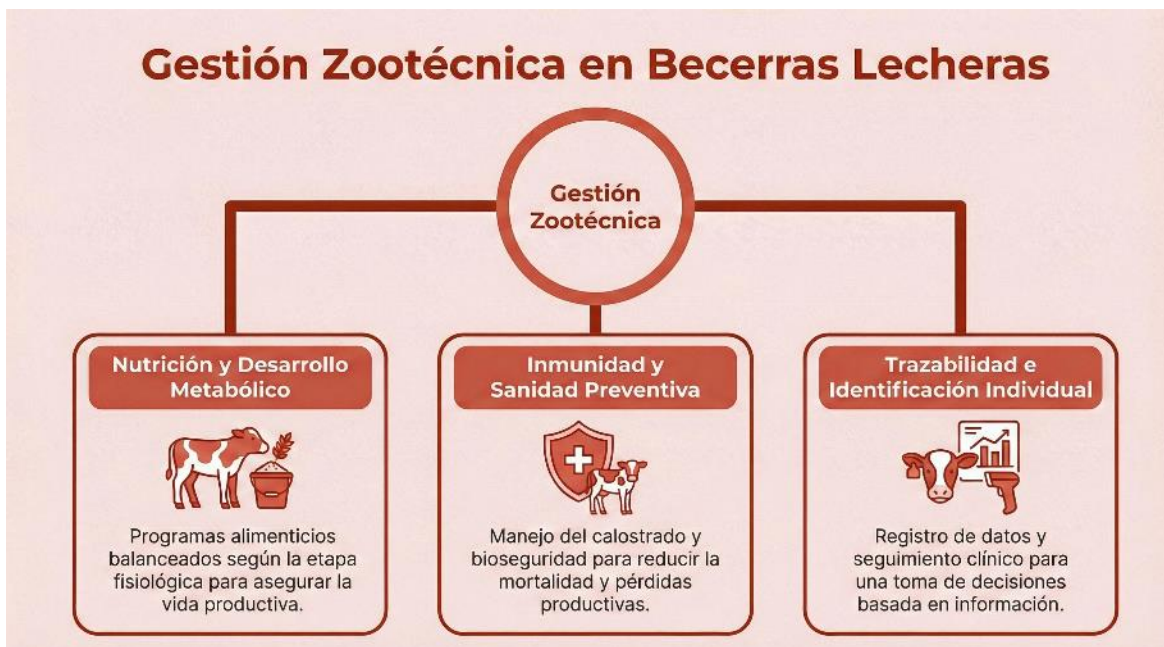 Gestión Zootécnica en Becerras Lecheras
Gestión
Zootécnica
Nutrición y Desarrollo
Metabólico
Programas alimenticios
balanceados según la etapa
fisiológica para asegurar la
vida productiva.
Inmunidad y
Sanidad Preventiva
Manejo del calostrado y
bioseguridad para reducir la
mortalidad y pérdidas
productivas.
Trazabilidad e
Identificación Individual
Registro de datos y
seguimiento clínico para
una toma de decisiones
basada en información.